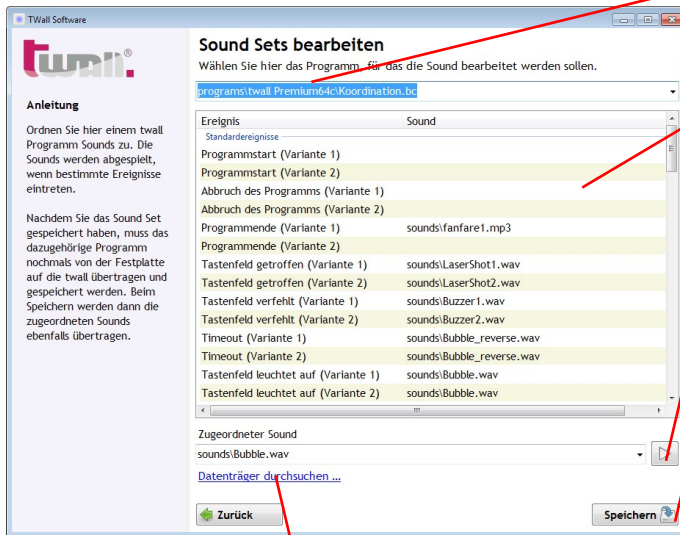 TWall Software
twall®
Anleitung
Ordnen Sie hier einem twall
Programm Sounds zu. Die
Sounds werden abgespielt,
wenn bestimmte Ereignisse
eintreten.
Nachdem Sie das Sound Set
gespeichert haben, muss das
dazugehörige Programm
nochmals von der Festplatte
auf die twall übertragen und
gespeichert werden. Beim
Speichern werden dann die
zugeordneten Sounds
ebenfalls übertragen.
Sound Sets bearbeiten
Wählen Sie hier das Programm, für das die Sound bearbeitet werden sollen.
programs\twall Premium64c\Koordination.bc
Ereignis Sound
Standardereignisse
Programmstart (Variante 1)
Programmstart (Variante 2)
Abbruch des Programms (Variante 1)
Abbruch des Programms (Variante 2)
Programmende (Variante 1) sounds\fanfare1.mp3
Programmende (Variante 2)
Tastenfeld getroffen (Variante 1) sounds\LaserShot1.wav
Tastenfeld getroffen (Variante 2) sounds\LaserShot2.wav
Tastenfeld verfehlt (Variante 1) sounds\Buzzer1.wav
Tastenfeld verfehlt (Variante 2) sounds\Buzzer2.wav
Timeout (Variante 1) sounds\Bubble_reverse.wav
Timeout (Variante 2) sounds\Bubble_reverse.wav
Tastenfeld leuchtet auf (Variante 1) sounds\Bubble.wav
Tastenfeld leuchtet auf (Variante 2) sounds\Bubble.wav
Zugeordneter Sound
sounds\Bubble.wav
Datenträger durchsuchen ...
Zurück
Speichern